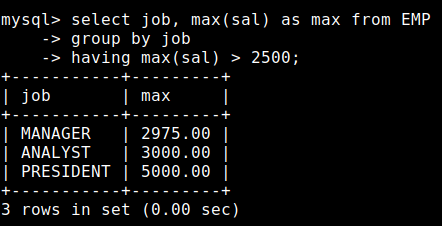 mysql> select job, max(sal) as max from EMP
    -> group by job
    -> having max(sal) > 2500;
+-----------+---------+
| job       | max     |
+-----------+---------+
| MANAGER   | 2975.00 |
| ANALYST   | 3000.00 |
| PRESIDENT | 5000.00 |
+-----------+---------+
3 rows in set (0.00 sec)